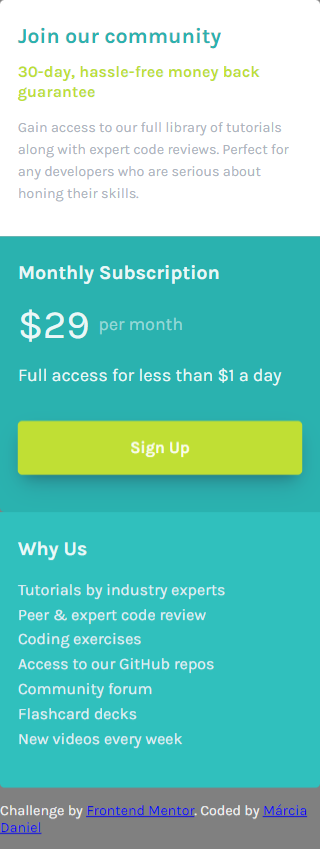 Join our community
30-day, hassle-free money back
guarantee
Gain access to our full library of tutorials
along with expert code reviews. Perfect for
any developers who are serious about
honing their skills.
Monthly Subscription
$29 per month
Full access for less than $1 a day
Sign Up
Why Us
Tutorials by industry experts
Peer & expert code review
Coding exercises
Access to our GitHub repos
Community forum
Flashcard decks
New videos every week
Challenge by Frontend Mentor. Coded by Márcia
Daniel